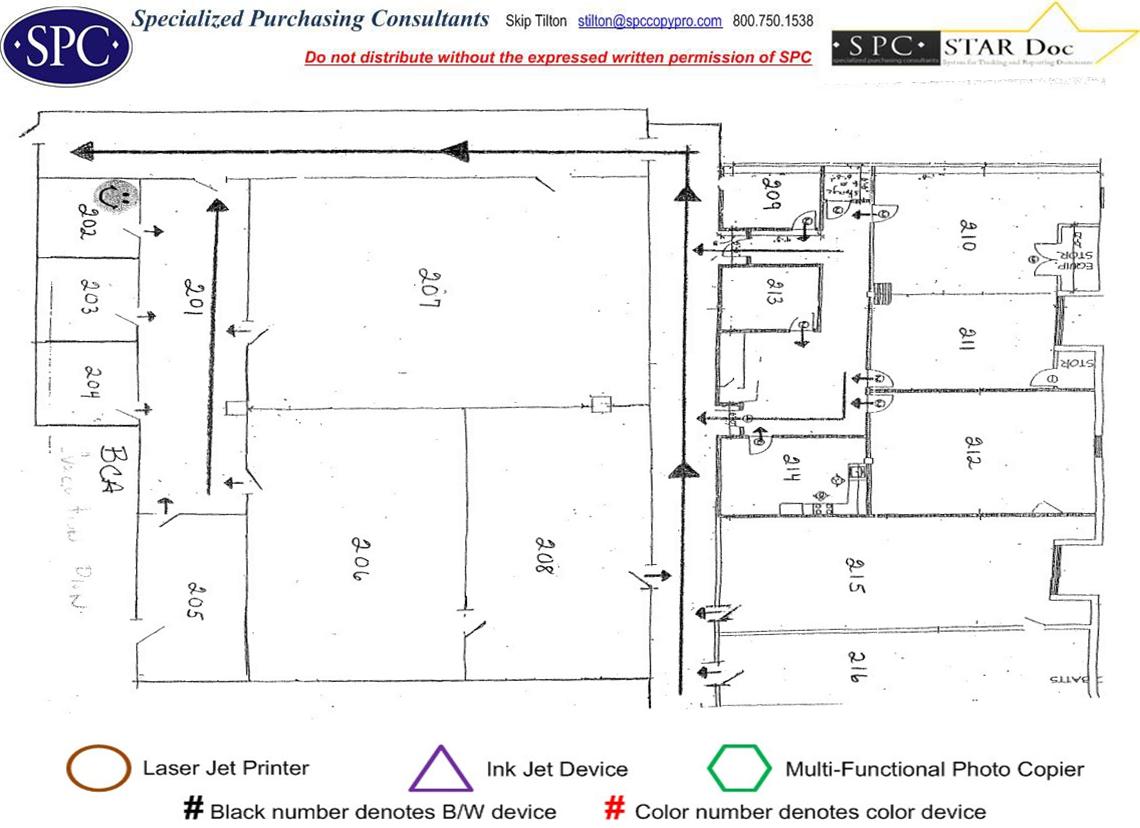 SPC
Specialized Purchasing Consultants Skip Tilton stilton@spccopypro.com 800.750.1538
Do not distribute without the expressed written permission of SPC
• SPC • STAR Doc
specialized purchasing consultants System for Tracking and Reporting Documents
209
210
EQUIP
STOR
202
203
201
207
213
211
STOR
204
BCA
212
214
206
208
205
215
216
BATTS
Laser Jet Printer Ink Jet Device Multi-Functional Photo Copier
# Black number denotes B/W device # Color number denotes color device